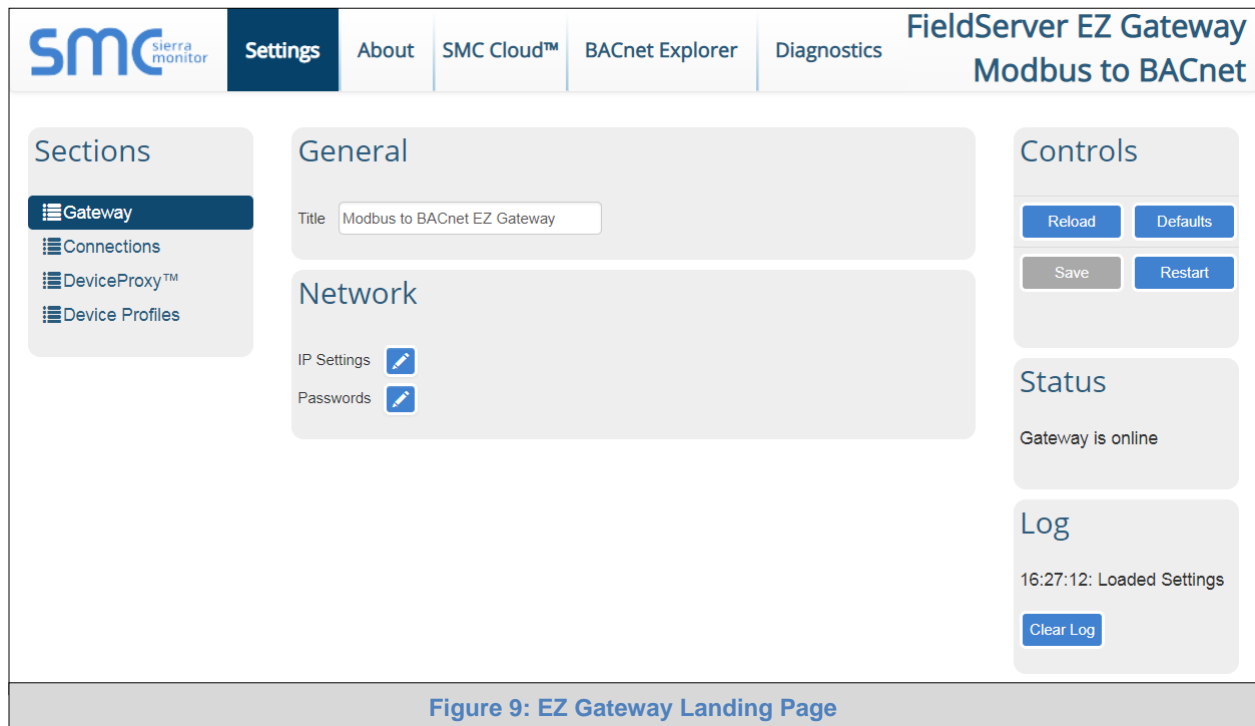 SMC sierra monitor
Settings
About
SMC Cloud™
BACnet Explorer
Diagnostics
FieldServer EZ Gateway
Modbus to BACnet
Sections
Gateway
Connections
DeviceProxy™
Device Profiles
General
Title Modbus to BACnet EZ Gateway
Network
IP Settings
Passwords
Controls
Reload Defaults
Save Restart
Status
Gateway is online
Log
16:27:12: Loaded Settings
Clear Log
Figure 9: EZ Gateway Landing Page